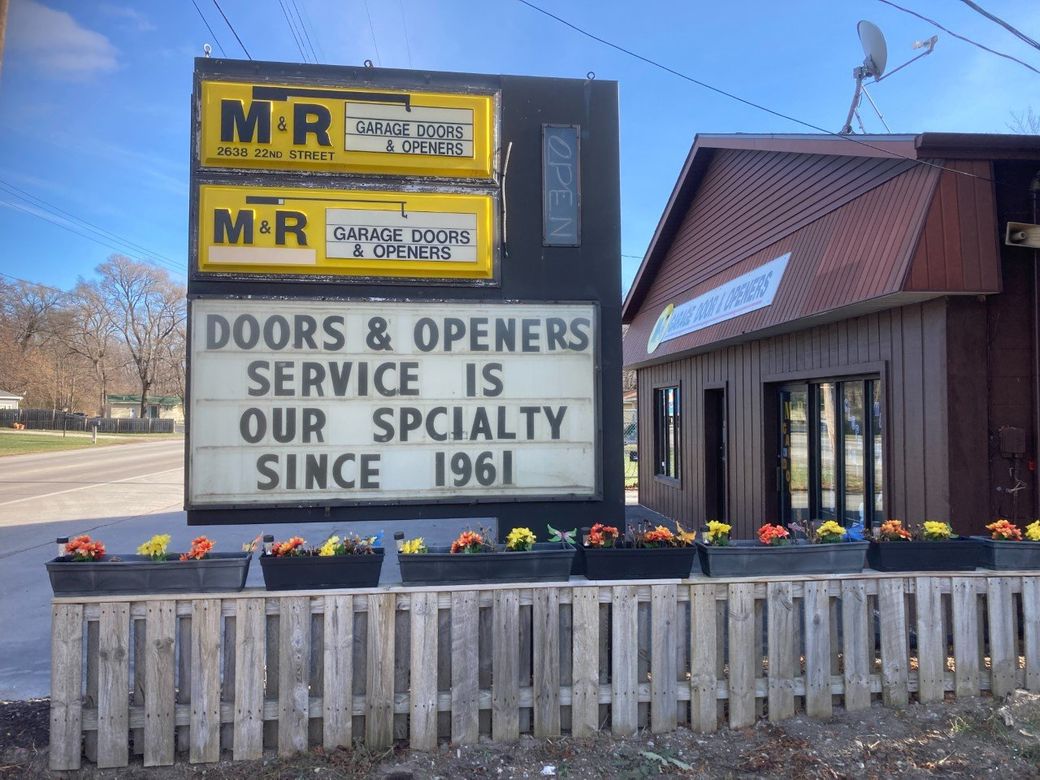 M & R
GARAGE DOORS
& OPENERS
2638 22ND STREET
OPEN
M & R
GARAGE DOORS
& OPENERS
DOORS & OPENERS
SERVICE IS
OUR SPCIALTY
SINCE 1961
GARAGE DOOR & OPENERS